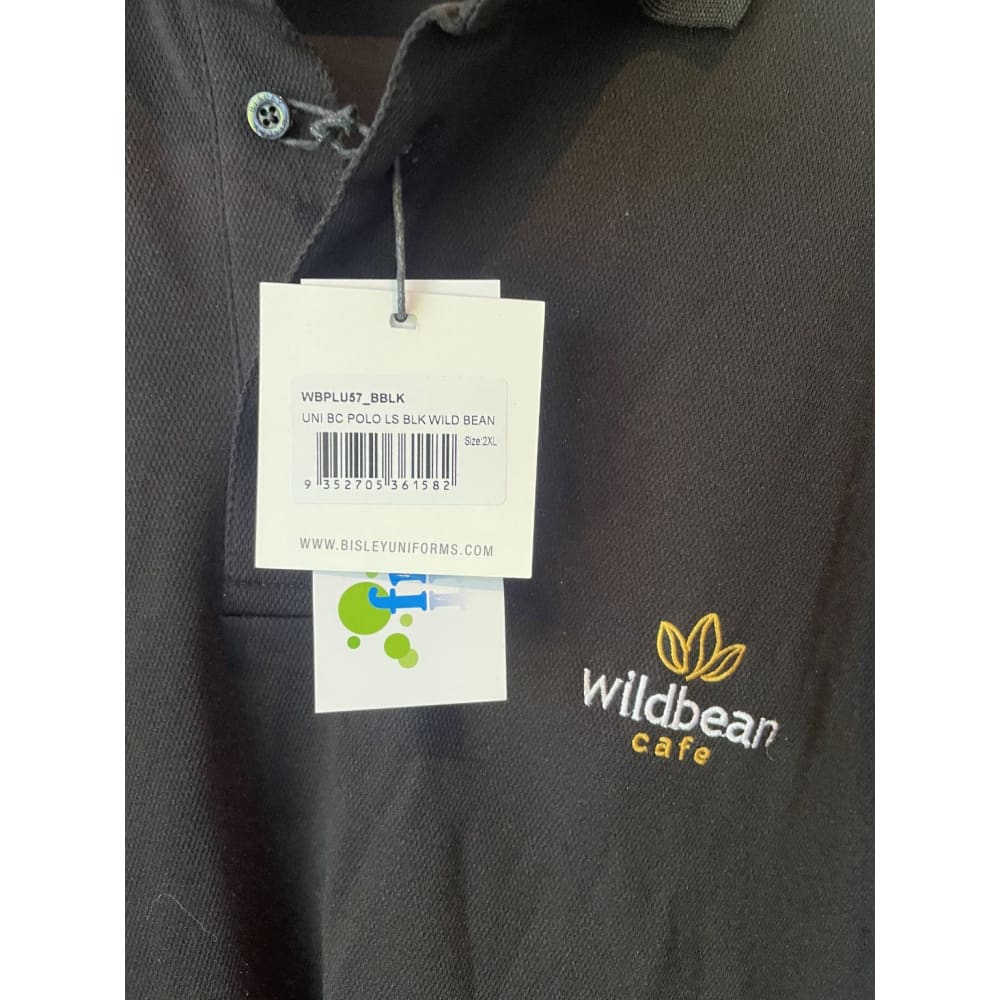 WBPLU57_BBLK
UNI BC POLO LS BLK WILD BEAN
Size:2XL
9 352705 361582
WWW.BISLEYUNIFORMS.COM
wildbean
cafe